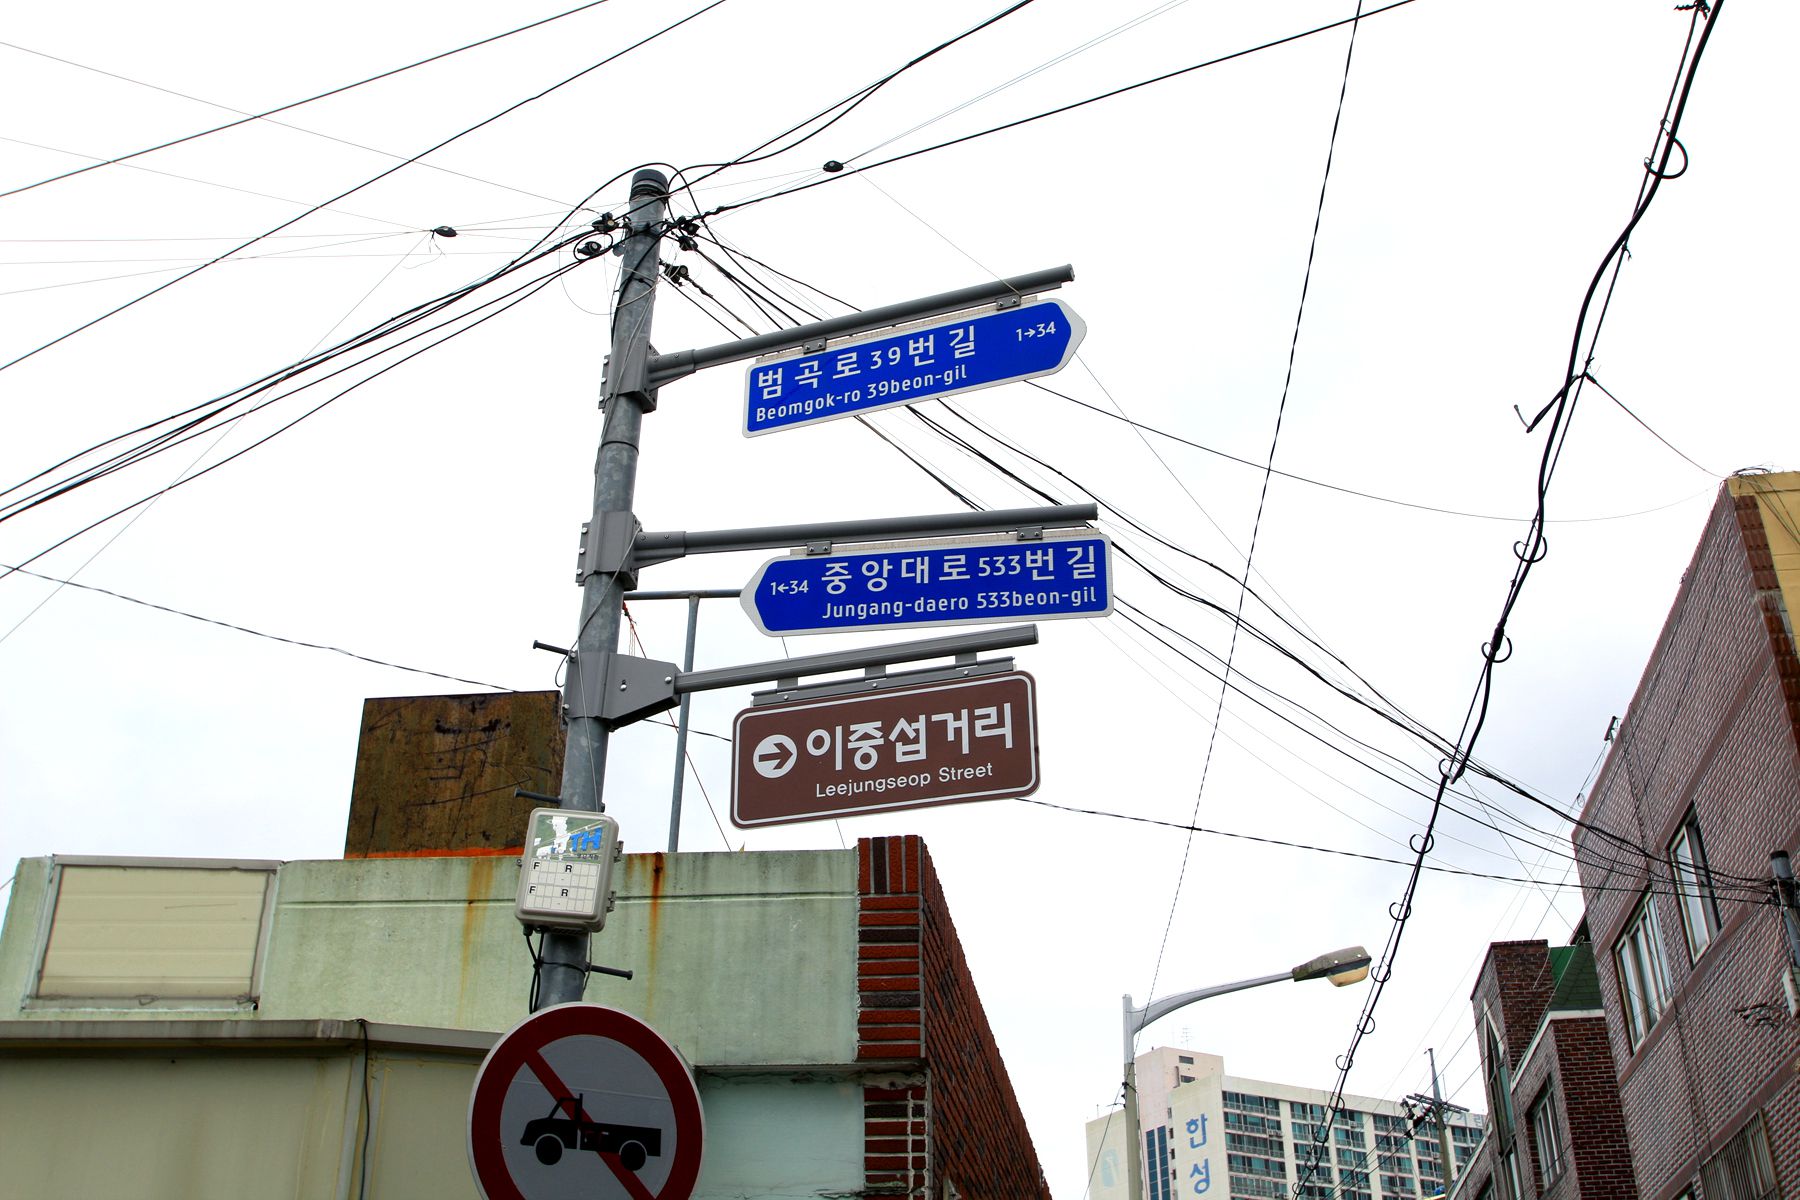 범곡로 39번길 1→34
Beomgok-ro 39beon-gil
1←34 중앙대로 533번길
Jungang-daero 533beon-gil
이중섭거리
Leejungseop Street
TH
F R
F R
한성